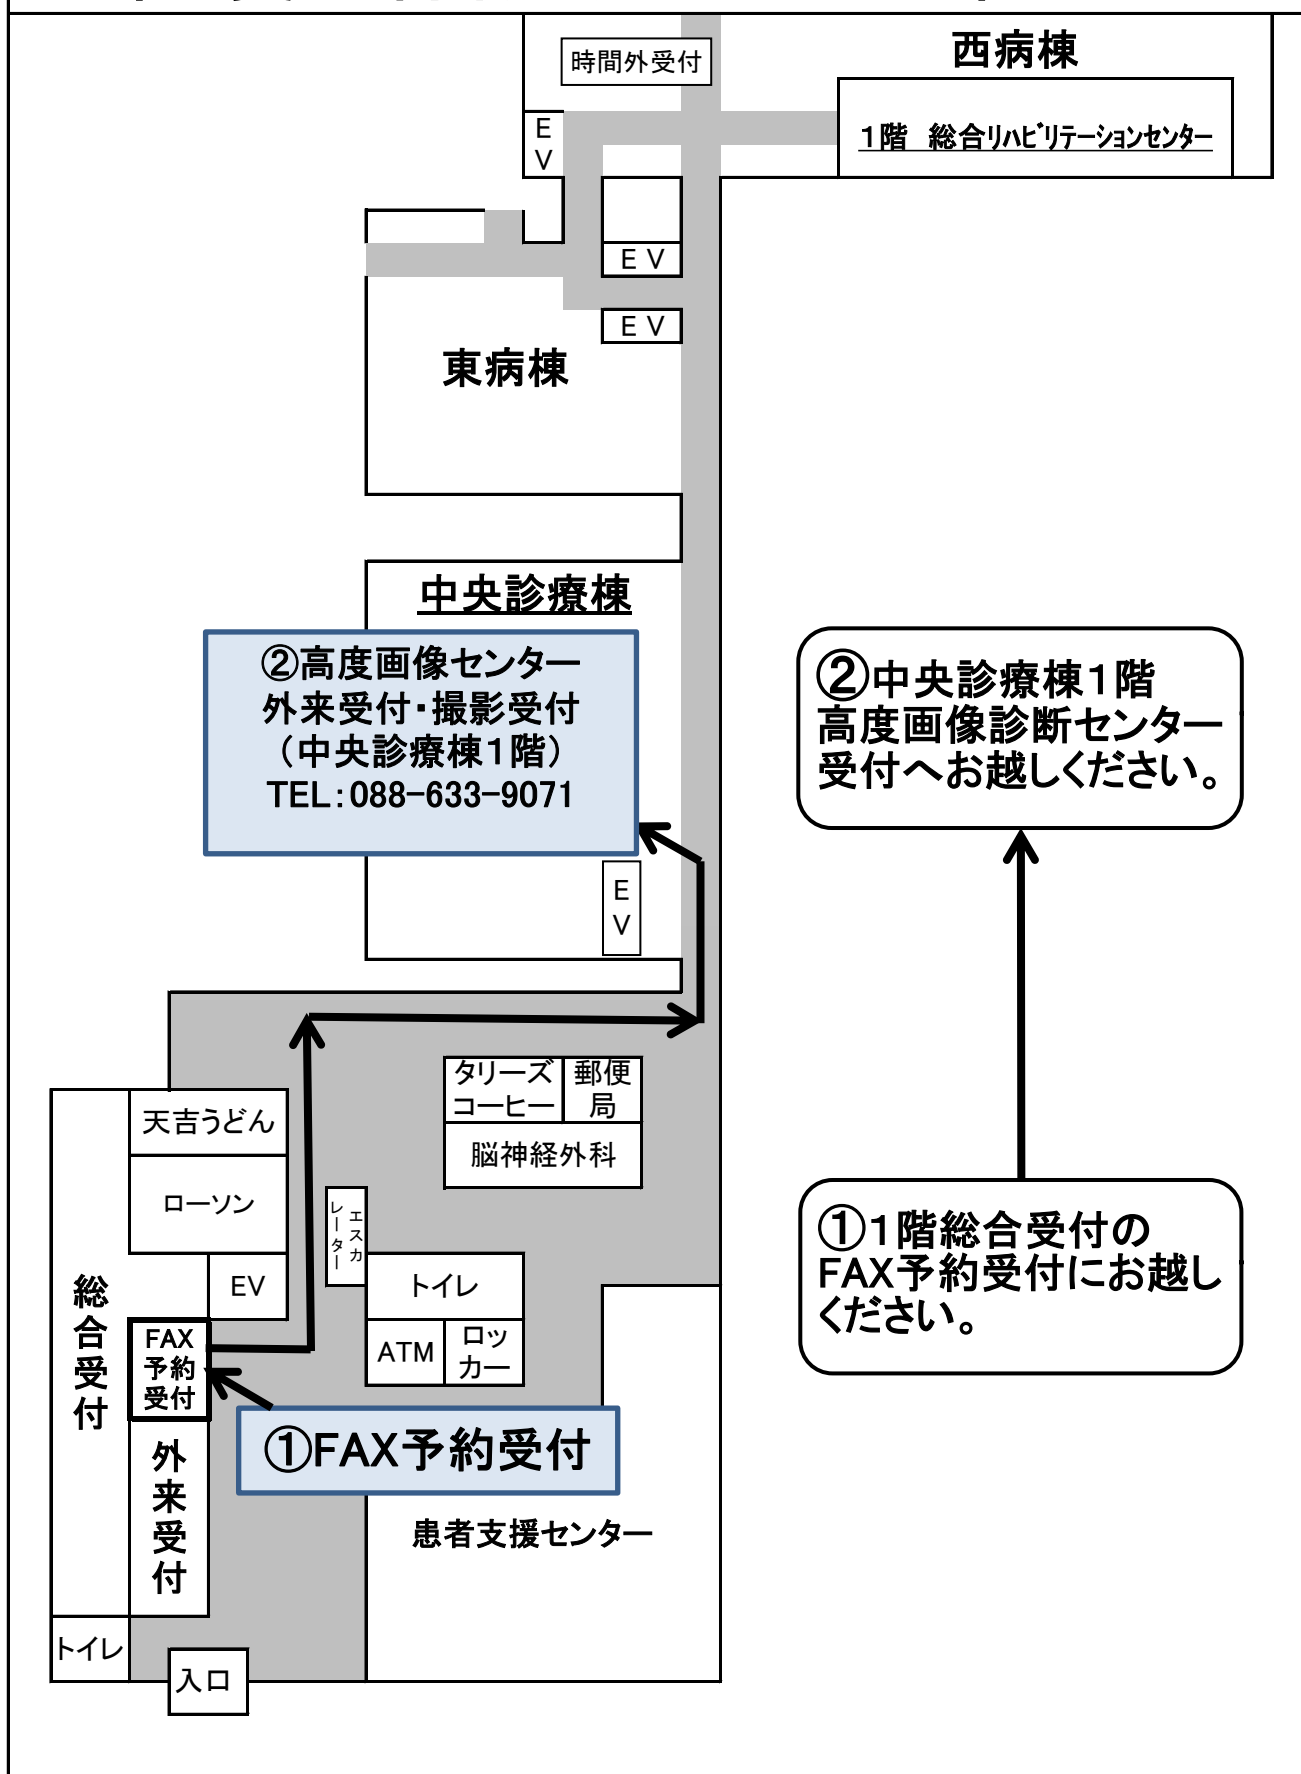 時間外受付
西病棟
EV
1階 総合リハビリテーションセンター
EV
EV
東病棟
中央診療棟
②高度画像センター
外来受付・撮影受付
（中央診療棟1階）
TEL:088-633-9071
②中央診療棟1階
高度画像診断センター
受付へお越しください。
EV
タリーズ
コーヒー
郵便
局
脳神経外科
天吉うどん
ローソン
エスカ
レーター
EV
トイレ
ATM
ロッ
カー
総合受付
FAX
予約
受付
①1階総合受付の
FAX予約受付にお越し
ください。
①FAX予約受付
外来受付
患者支援センター
トイレ
入口